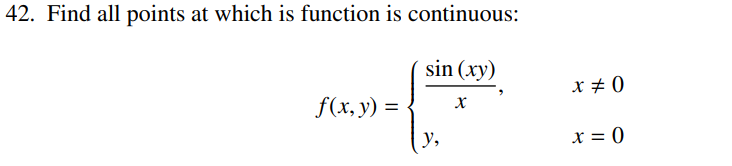 42. Find all points at which is function is continuous:
f(x, y) = { sin (xy) / x, x ≠ 0
y, x = 0